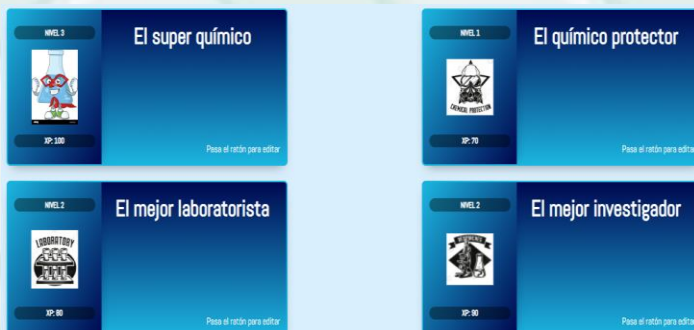 NIVEL 3
El super químico
XP: 100
Pasa el ratón para editar
NIVEL 1
El químico protector
CHEMICAL PROTECTION
XP: 70
Pasa el ratón para editar
NIVEL 2
El mejor laboratorista
LABORATORY
XP: 80
Pasa el ratón para editar
NIVEL 2
El mejor investigador
XP: 90
Pasa el ratón para editar